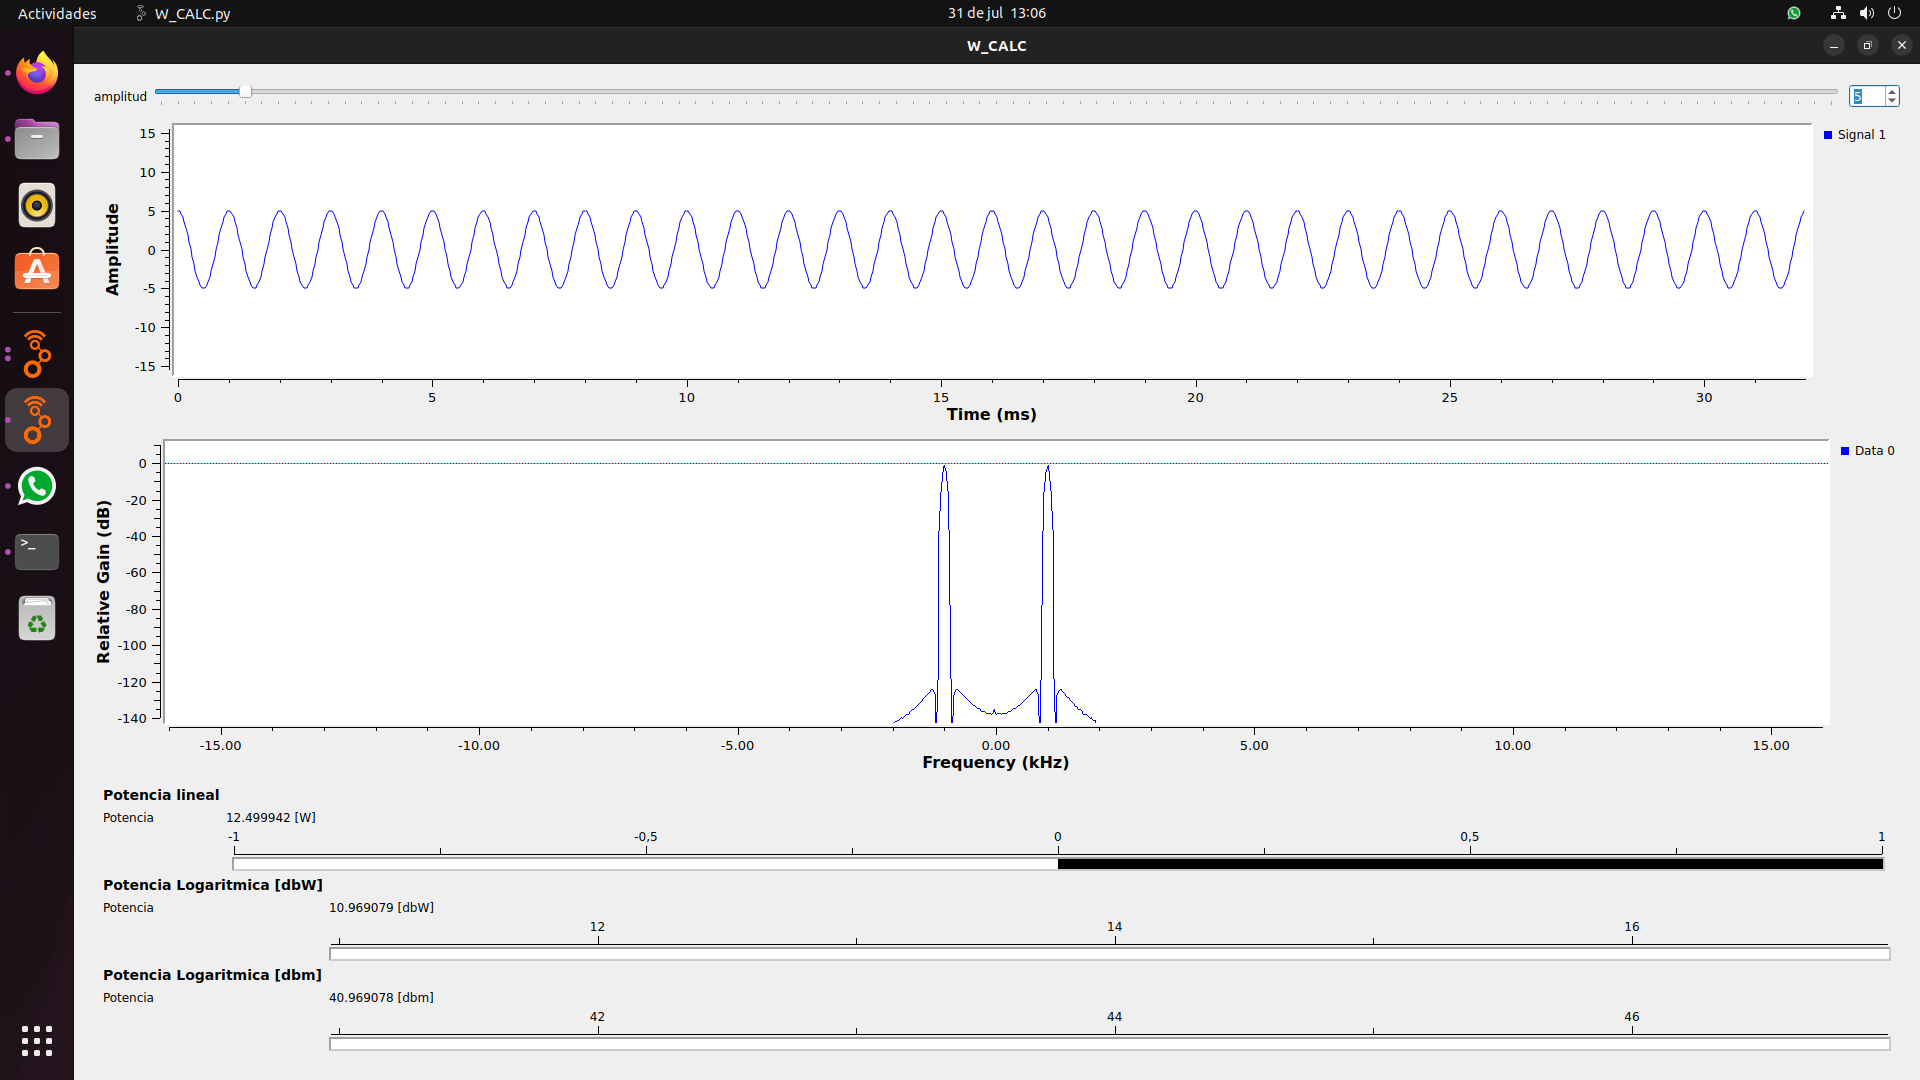 Actividades W_CALC.py 31 de jul 13:06
W_CALC
amplitud 5
15
10
5
0
-5
-10
-15
Amplitude
Signal 1
0 5 10 15 20 25 30
Time (ms)
0
-20
-40
-60
-80
-100
-120
-140
Relative Gain (dB)
Data 0
-15.00 -10.00 -5.00 0.00 5.00 10.00 15.00
Frequency (kHz)
Potencia lineal
Potencia 12.499942 [W]
-1 -0,5 0 0,5 1
Potencia Logaritmica [dbW]
Potencia 10.969079 [dbW]
12 14 16
Potencia Logaritmica [dbm]
Potencia 40.969078 [dbm]
42 44 46